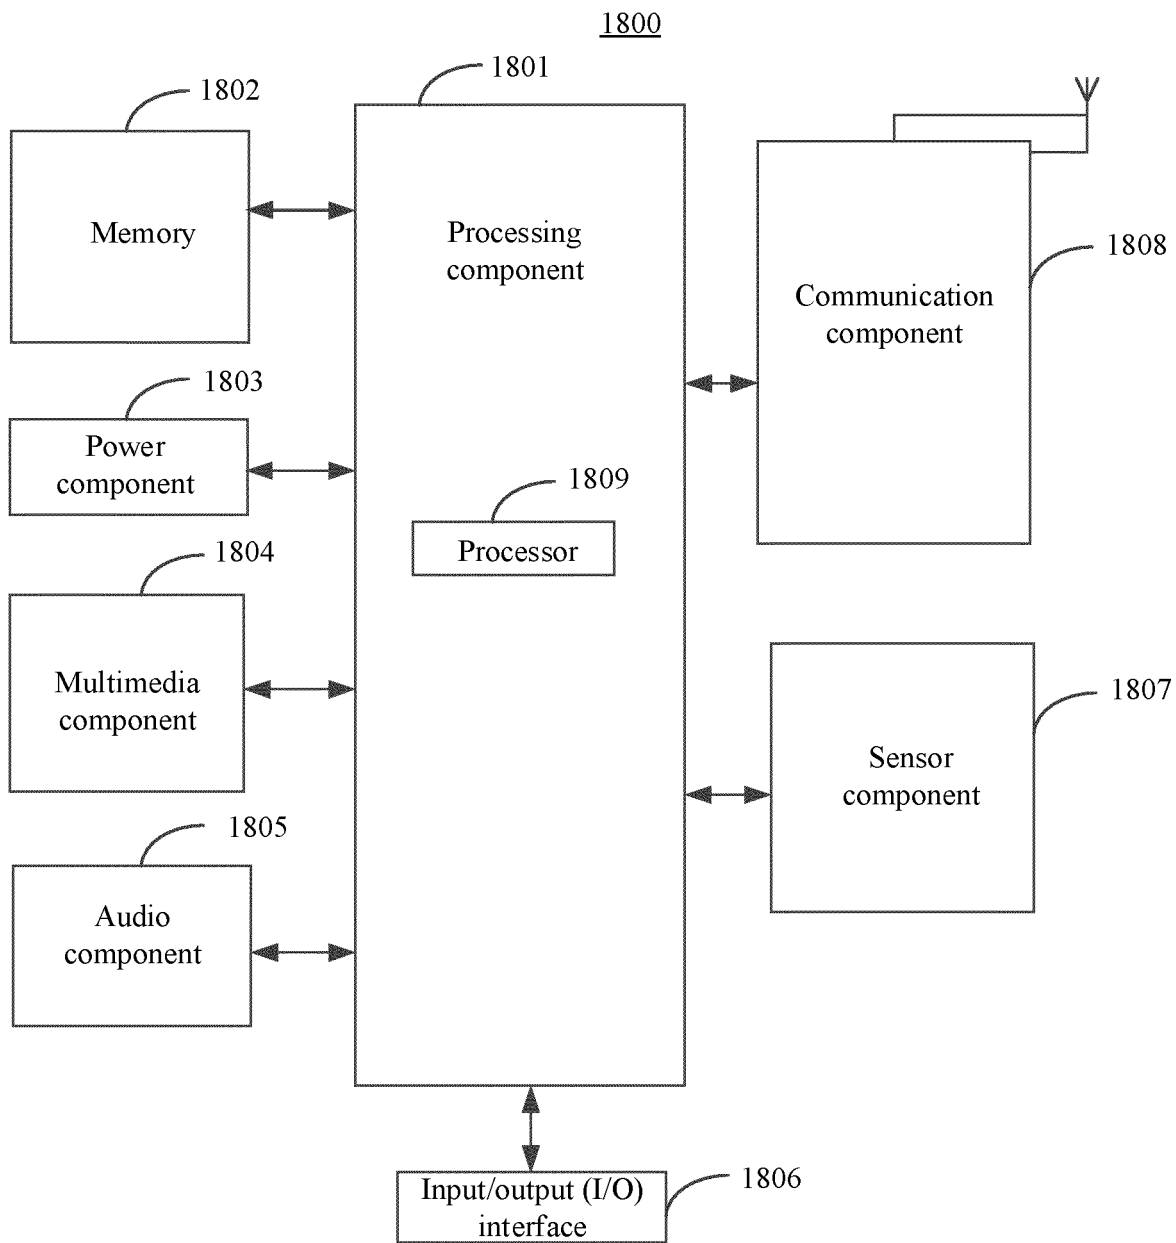 1800
1801
1802
Memory
Processing
component
1808
Communication
component
1803
Power
component
1809
Processor
1804
Multimedia
component
1807
Sensor
component
1805
Audio
component
1806
Input/output (I/O)
interface